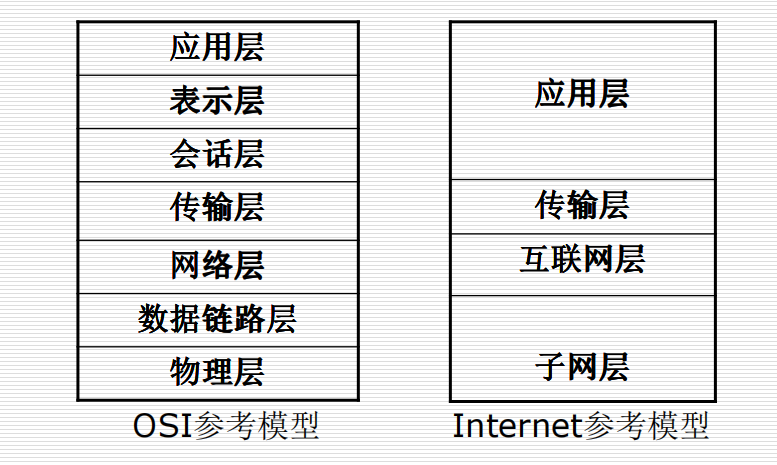 应用层
表示层
会话层
传输层
网络层
数据链路层
物理层
OSI参考模型
应用层
传输层
互联网层
子网层
Internet参考模型